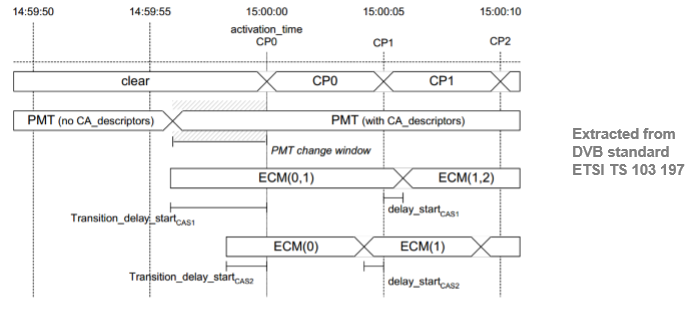 14:59:50 14:59:55 15:00:00 15:00:05 15:00:10
activation_time
CP0 CP1 CP2
clear CP0 CP1
PMT (no CA_descriptors) PMT (with CA_descriptors)
PMT change window
ECM(0,1) ECM(1,2)
Transition_delay_startCAS1 delay_startCAS1
ECM(0) ECM(1)
Transition_delay_startCAS2 delay_startCAS2
Extracted from
DVB standard
ETSI TS 103 197